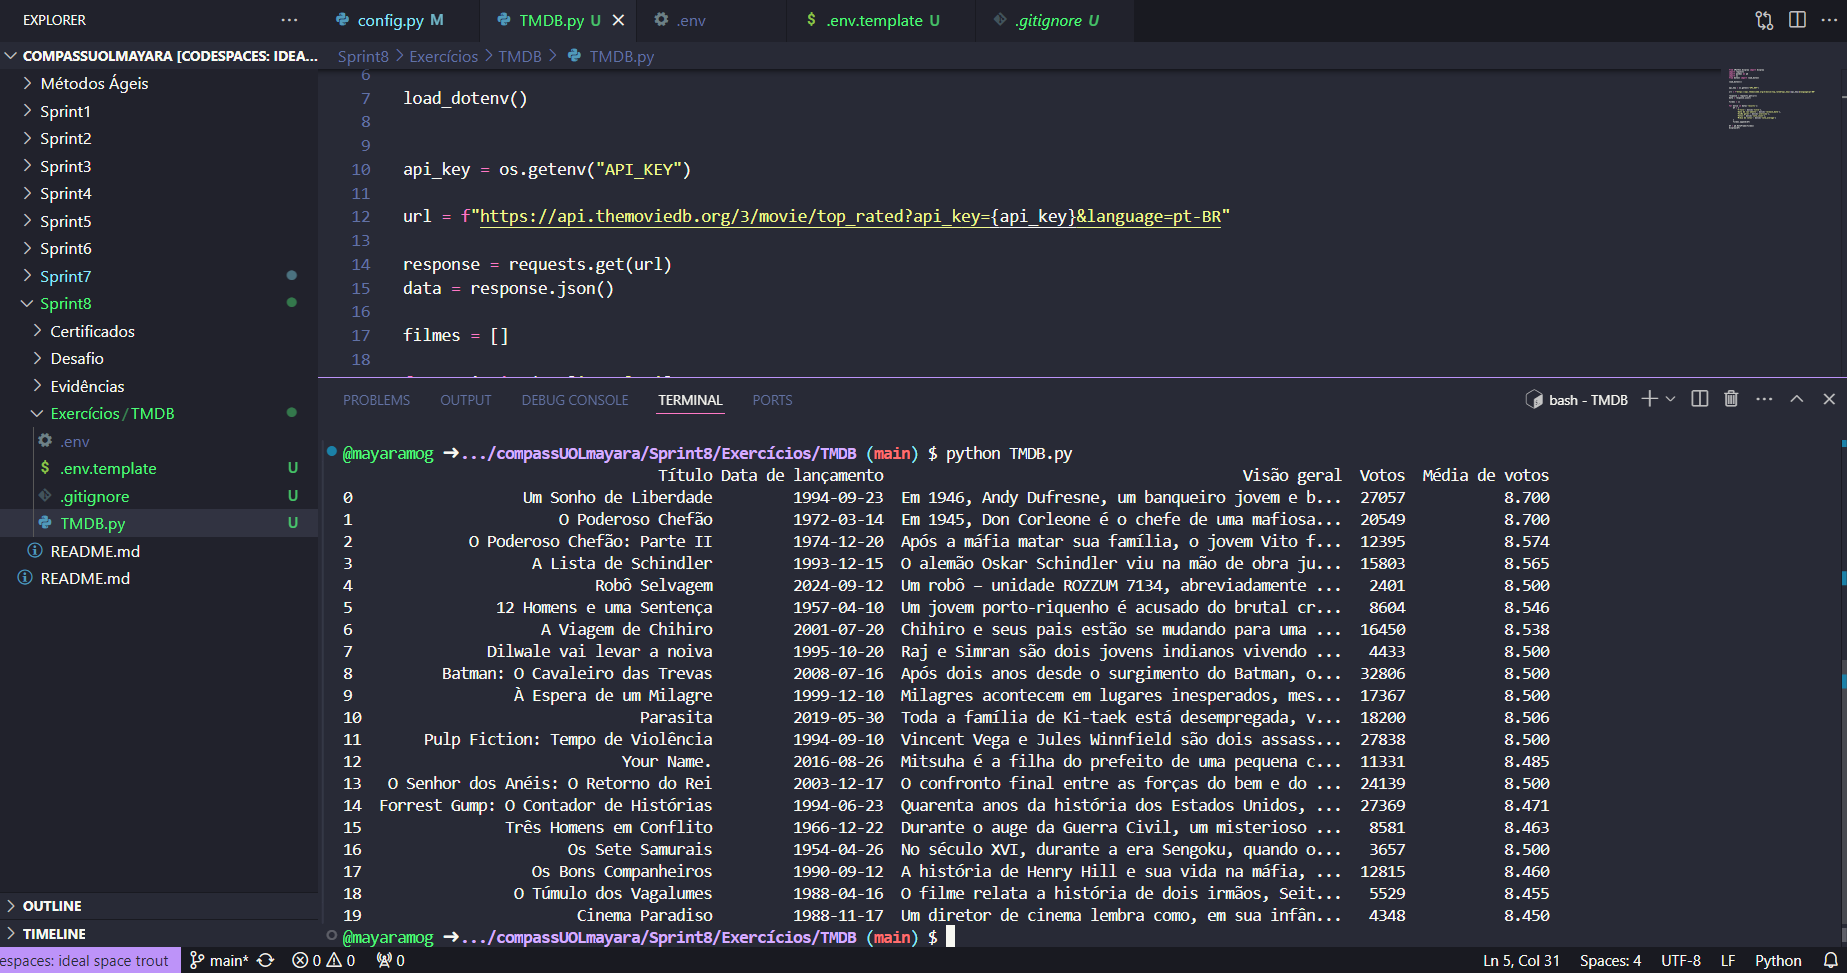 EXPLORER
config.py M
TMDB.py U
.env
.env.template U
.gitignore U
COMPASSUOLMAYARA [CODESPACES: IDEA...
Sprint8 > Exercícios > TMDB > TMDB.py
Métodos Ágeis
Sprint1
Sprint2
Sprint3
Sprint4
Sprint5
Sprint6
Sprint7
Sprint8
Certificados
Desafio
Evidências
Exercícios / TMDB
.env
.env.template U
.gitignore U
TMDB.py U
README.md
README.md
OUTLINE
TIMELINE
6
7 load_dotenv()
8
9
10 api_key = os.getenv("API_KEY")
11
12 url = f"https://api.themoviedb.org/3/movie/top_rated?api_key={api_key}&language=pt-BR"
13
14 response = requests.get(url)
15 data = response.json()
16
17 filmes = []
18
PROBLEMS OUTPUT DEBUG CONSOLE TERMINAL PORTS
bash - TMDB
@mayaramog ➜.../compassUOLmayara/Sprint8/Exercícios/TMDB (main) $ python TMDB.py
Título Data de lançamento Visão geral Votos Média de votos
0 Um Sonho de Liberdade 1994-09-23 Em 1946, Andy Dufresne, um banqueiro jovem e b... 27057 8.700
1 O Poderoso Chefão 1972-03-14 Em 1945, Don Corleone é o chefe de uma mafiosa... 20549 8.700
2 O Poderoso Chefão: Parte II 1974-12-20 Após a máfia matar sua família, o jovem Vito f... 12395 8.574
3 A Lista de Schindler 1993-12-15 O alemão Oskar Schindler viu na mão de obra ju... 15803 8.565
4 Robô Selvagem 2024-09-12 Um robô – unidade ROZZUM 7134, abreviadamente ... 2401 8.500
5 12 Homens e uma Sentença 1957-04-10 Um jovem porto-riquenho é acusado do brutal cr... 8604 8.546
6 A Viagem de Chihiro 2001-07-20 Chihiro e seus pais estão se mudando para uma ... 16450 8.538
7 Dilwale vai levar a noiva 1995-10-20 Raj e Simran são dois jovens indianos vivendo ... 4433 8.500
8 Batman: O Cavaleiro das Trevas 2008-07-16 Após dois anos desde o surgimento do Batman, o... 32806 8.500
9 À Espera de um Milagre 1999-12-10 Milagres acontecem em lugares inesperados, mes... 17367 8.500
10 Parasita 2019-05-30 Toda a família de Ki-taek está desempregada, v... 18200 8.506
11 Pulp Fiction: Tempo de Violência 1994-09-10 Vincent Vega e Jules Winnfield são dois assass... 27838 8.500
12 Your Name. 2016-08-26 Mitsuha é a filha do prefeito de uma pequena c... 11331 8.485
13 O Senhor dos Anéis: O Retorno do Rei 2003-12-17 O confronto final entre as forças do bem e do ... 24139 8.500
14 Forrest Gump: O Contador de Histórias 1994-06-23 Quarenta anos da história dos Estados Unidos, ... 27369 8.471
15 Três Homens em Conflito 1966-12-22 Durante o auge da Guerra Civil, um misterioso ... 8581 8.463
16 Os Sete Samurais 1954-04-26 No século XVI, durante a era Sengoku, quando o... 3657 8.500
17 Os Bons Companheiros 1990-09-12 A história de Henry Hill e sua vida na máfia, ... 12815 8.460
18 O Túmulo dos Vagalumes 1988-04-16 O filme relata a história de dois irmãos, Seit... 5529 8.455
19 Cinema Paradiso 1988-11-17 Um diretor de cinema lembra como, em sua infân... 4348 8.450
@mayaramog ➜.../compassUOLmayara/Sprint8/Exercícios/TMDB (main) $
espaces: ideal space trout main* 0 0 0 Ln 5, Col 31 Spaces: 4 UTF-8 LF Python